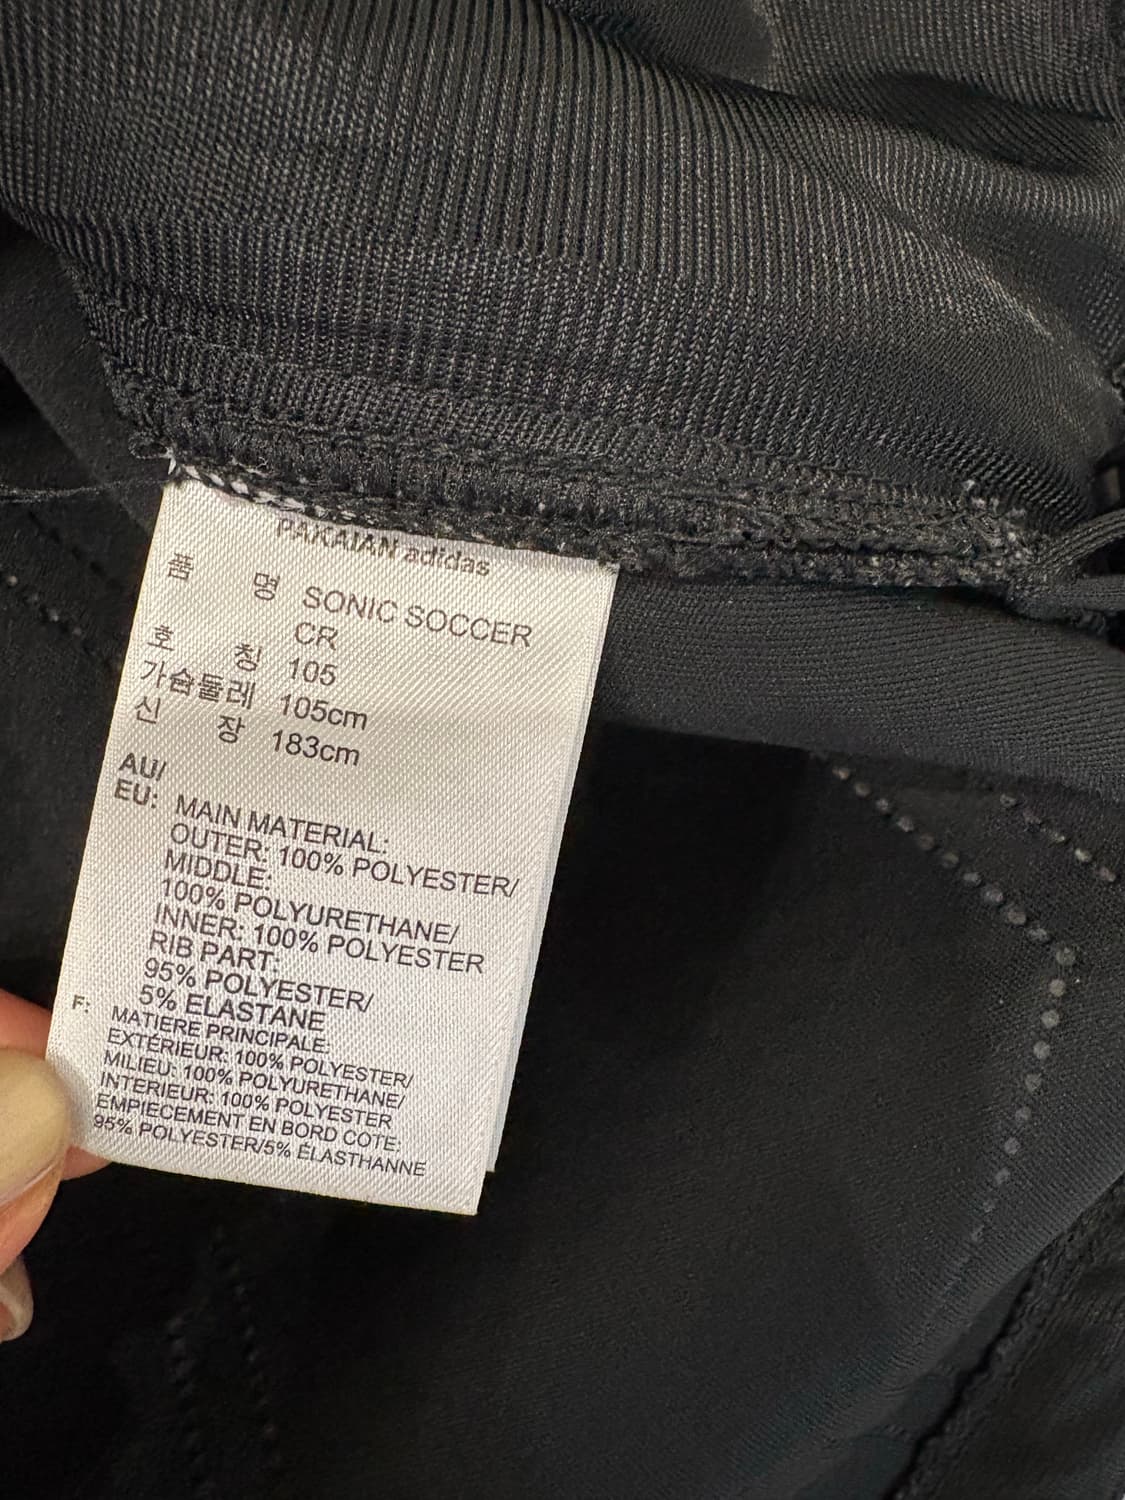 PAKAIAN adidas
품 명 SONIC SOCCER
CR
호 칭 105
가슴둘레 105cm
신 장 183cm
AU/
EU: MAIN MATERIAL:
OUTER: 100% POLYESTER/
MIDDLE:
100% POLYURETHANE/
INNER: 100% POLYESTER
RIB PART:
95% POLYESTER/
5% ELASTANE
F: MATIÈRE PRINCIPALE:
EXTÉRIEUR: 100% POLYESTER/
MILIEU: 100% POLYURETHANE/
INTERIEUR: 100% POLYESTER
EMPIECEMENT EN BORD COTE:
95% POLYESTER/5% ÉLASTHANNE